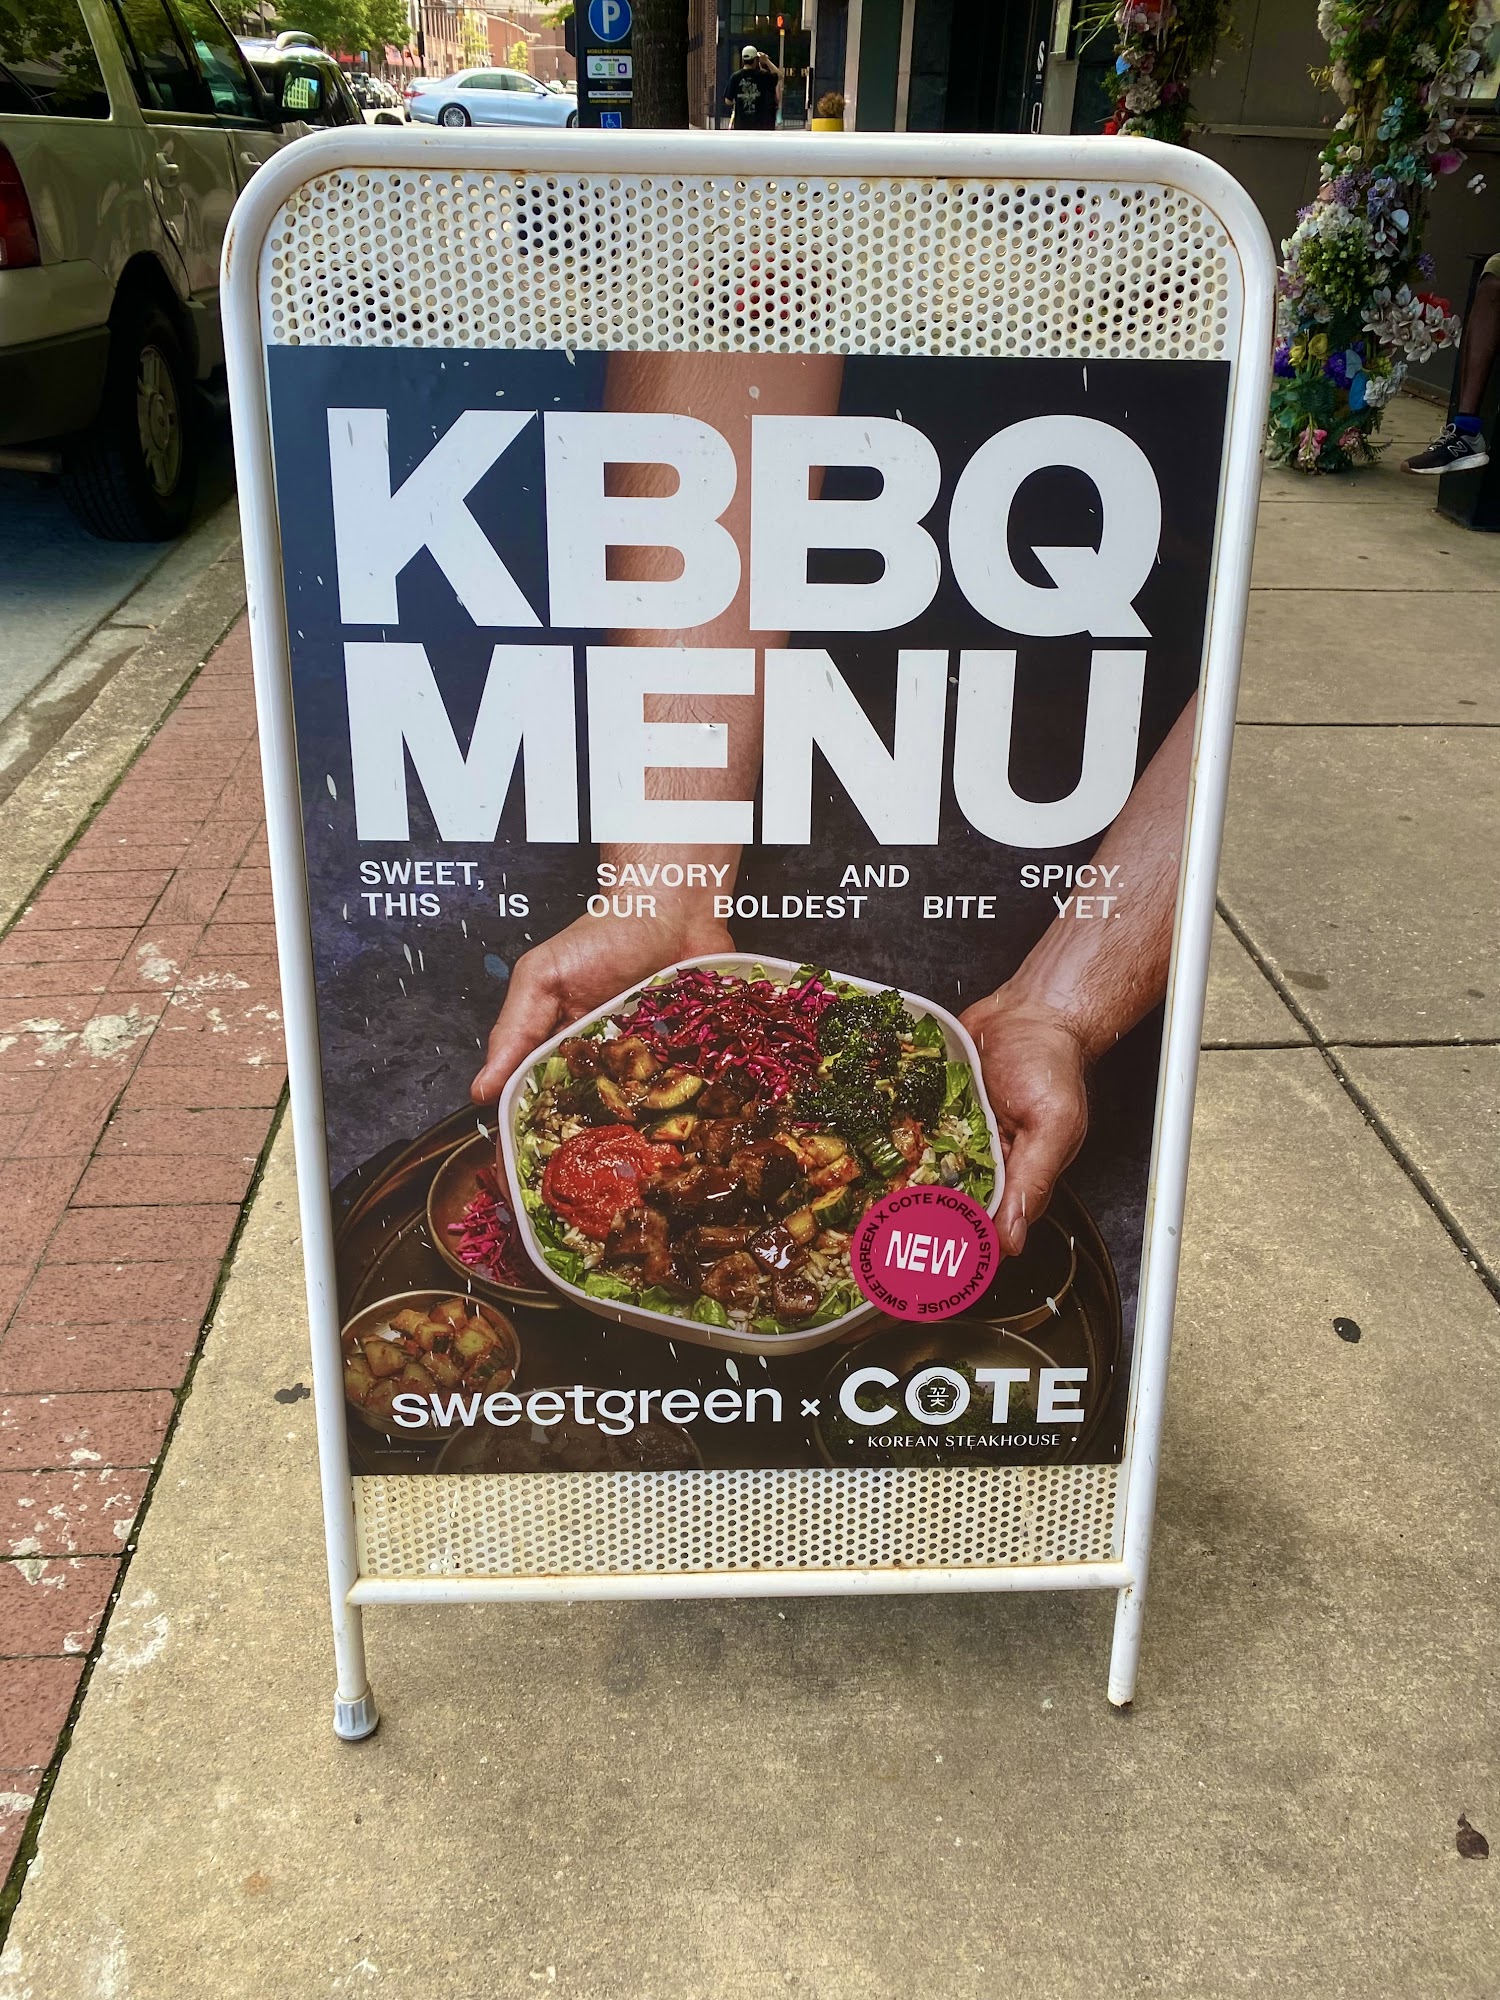 P
KBBQ
MENU
SWEET, SAVORY AND SPICY.
THIS IS OUR BOLDEST BITE YET.
SWEETGREEN X COTE KOREAN STEAKHOUSE
NEW
sweetgreen × COTE
• KOREAN STEAKHOUSE •